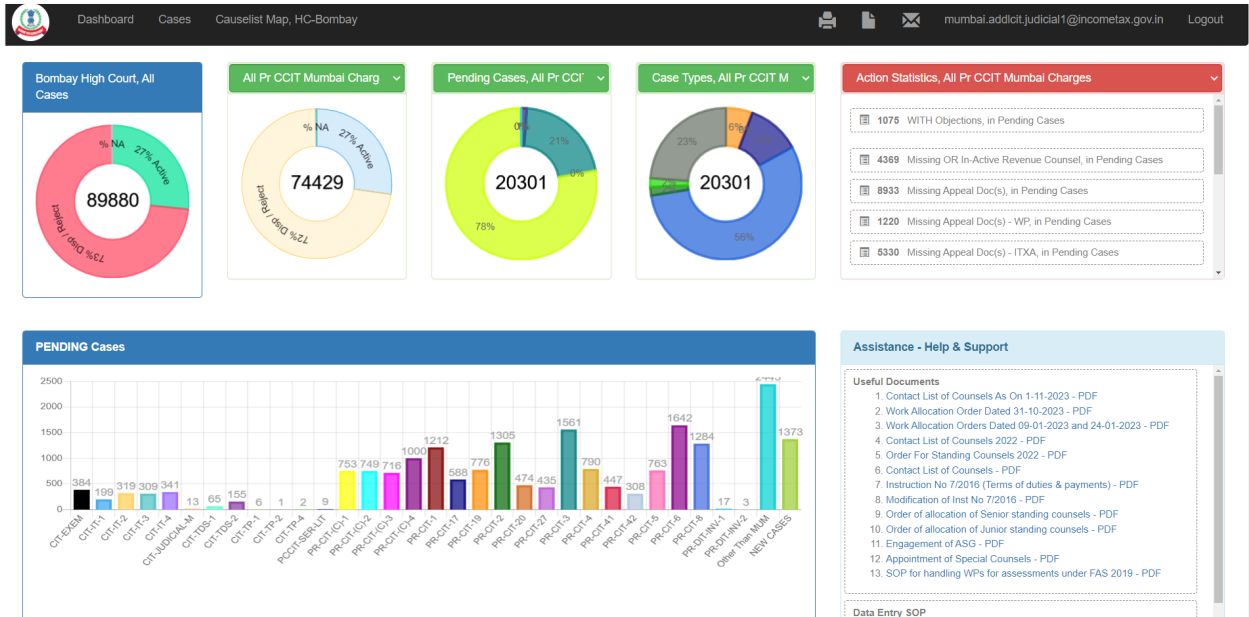 Dashboard Cases Causelist Map, HC-Bombay mumbai.addlcit.judicial1@incometax.gov.in Logout
Bombay High Court, All
Cases
% NA
27% Active
73% Disp / Reject
89880
All Pr CCIT Mumbai Charg
% NA
27% Active
72% Disp / Reject
74429
Pending Cases, All Pr CCI
21%
0%
78%
20301
Case Types, All Pr CCIT M
6%
23%
2%
56%
20301
Action Statistics, All Pr CCIT Mumbai Charges
1075 WITH Objections, in Pending Cases
4369 Missing OR In-Active Revenue Counsel, in Pending Cases
8933 Missing Appeal Doc(s), in Pending Cases
1220 Missing Appeal Doc(s) - WP, in Pending Cases
5330 Missing Appeal Doc(s) - ITXA, in Pending Cases
PENDING Cases
2500
2000
1500
1000
500
0
384 199 319 309 341 13 65 155 6 1 2 9 753 749 716 1000 1212 588 776 1305 474 435 1561 790 447 308 763 1642 1284 17 3 1373
CIT-EXEM CIT-IT-1 CIT-IT-2 CIT-IT-3 CIT-IT-4 CIT-JUDICIAL-M CIT-TDS-1 CIT-TDS-2 CIT-TP-1 CIT-TP-2 CIT-TP-4 PCCIT-SER-LIT PR-CIT-(C)-1 PR-CIT-(C)-2 PR-CIT-(C)-3 PR-CIT-(C)-4 PR-CIT-1 PR-CIT-17 PR-CIT-19 PR-CIT-2 PR-CIT-20 PR-CIT-27 PR-CIT-3 PR-CIT-4 PR-CIT-41 PR-CIT-42 PR-CIT-5 PR-CIT-6 PR-CIT-8 PR-DIT-INV-1 PR-DIT-INV-2 Other Than MUM NEW CASES
Assistance - Help & Support
Useful Documents
1. Contact List of Counsels As On 1-11-2023 - PDF
2. Work Allocation Order Dated 31-10-2023 - PDF
3. Work Allocation Orders Dated 09-01-2023 and 24-01-2023 - PDF
4. Contact List of Counsels 2022 - PDF
5. Order For Standing Counsels 2022 - PDF
6. Contact List of Counsels - PDF
7. Instruction No 7/2016 (Terms of duties & payments) - PDF
8. Modification of Inst No 7/2016 - PDF
9. Order of allocation of Senior standing counsels - PDF
10. Order of allocation of Junior standing counsels - PDF
11. Engagement of ASG - PDF
12. Appointment of Special Counsels - PDF
13. SOP for handling WPs for assessments under FAS 2019 - PDF
Data Entry SOP